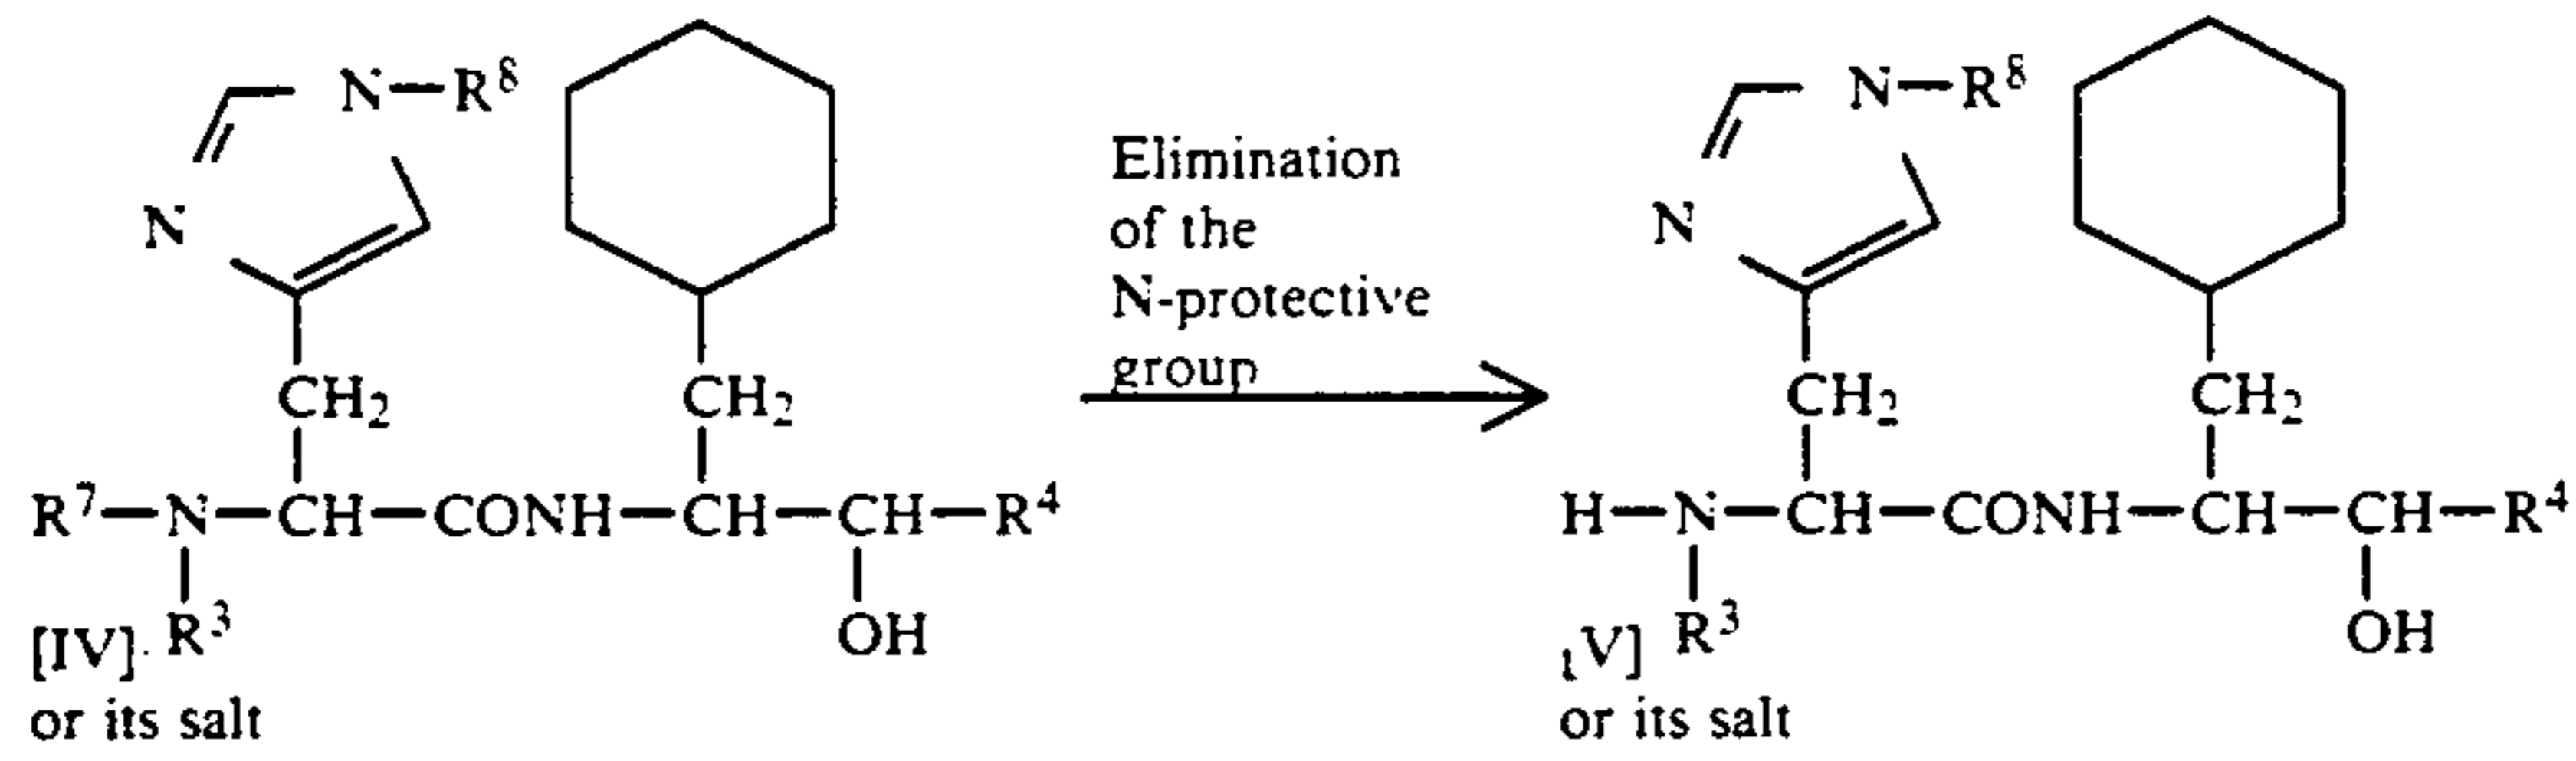 N—R⁸
N
CH₂
CH₂
R⁷—N—CH—CONH—CH—CH—R⁴
R³
OH
[IV]
or its salt
Elimination
of the
N-protective
group
N—R⁸
N
CH₂
CH₂
H—N—CH—CONH—CH—CH—R⁴
R³
OH
V]
or its salt